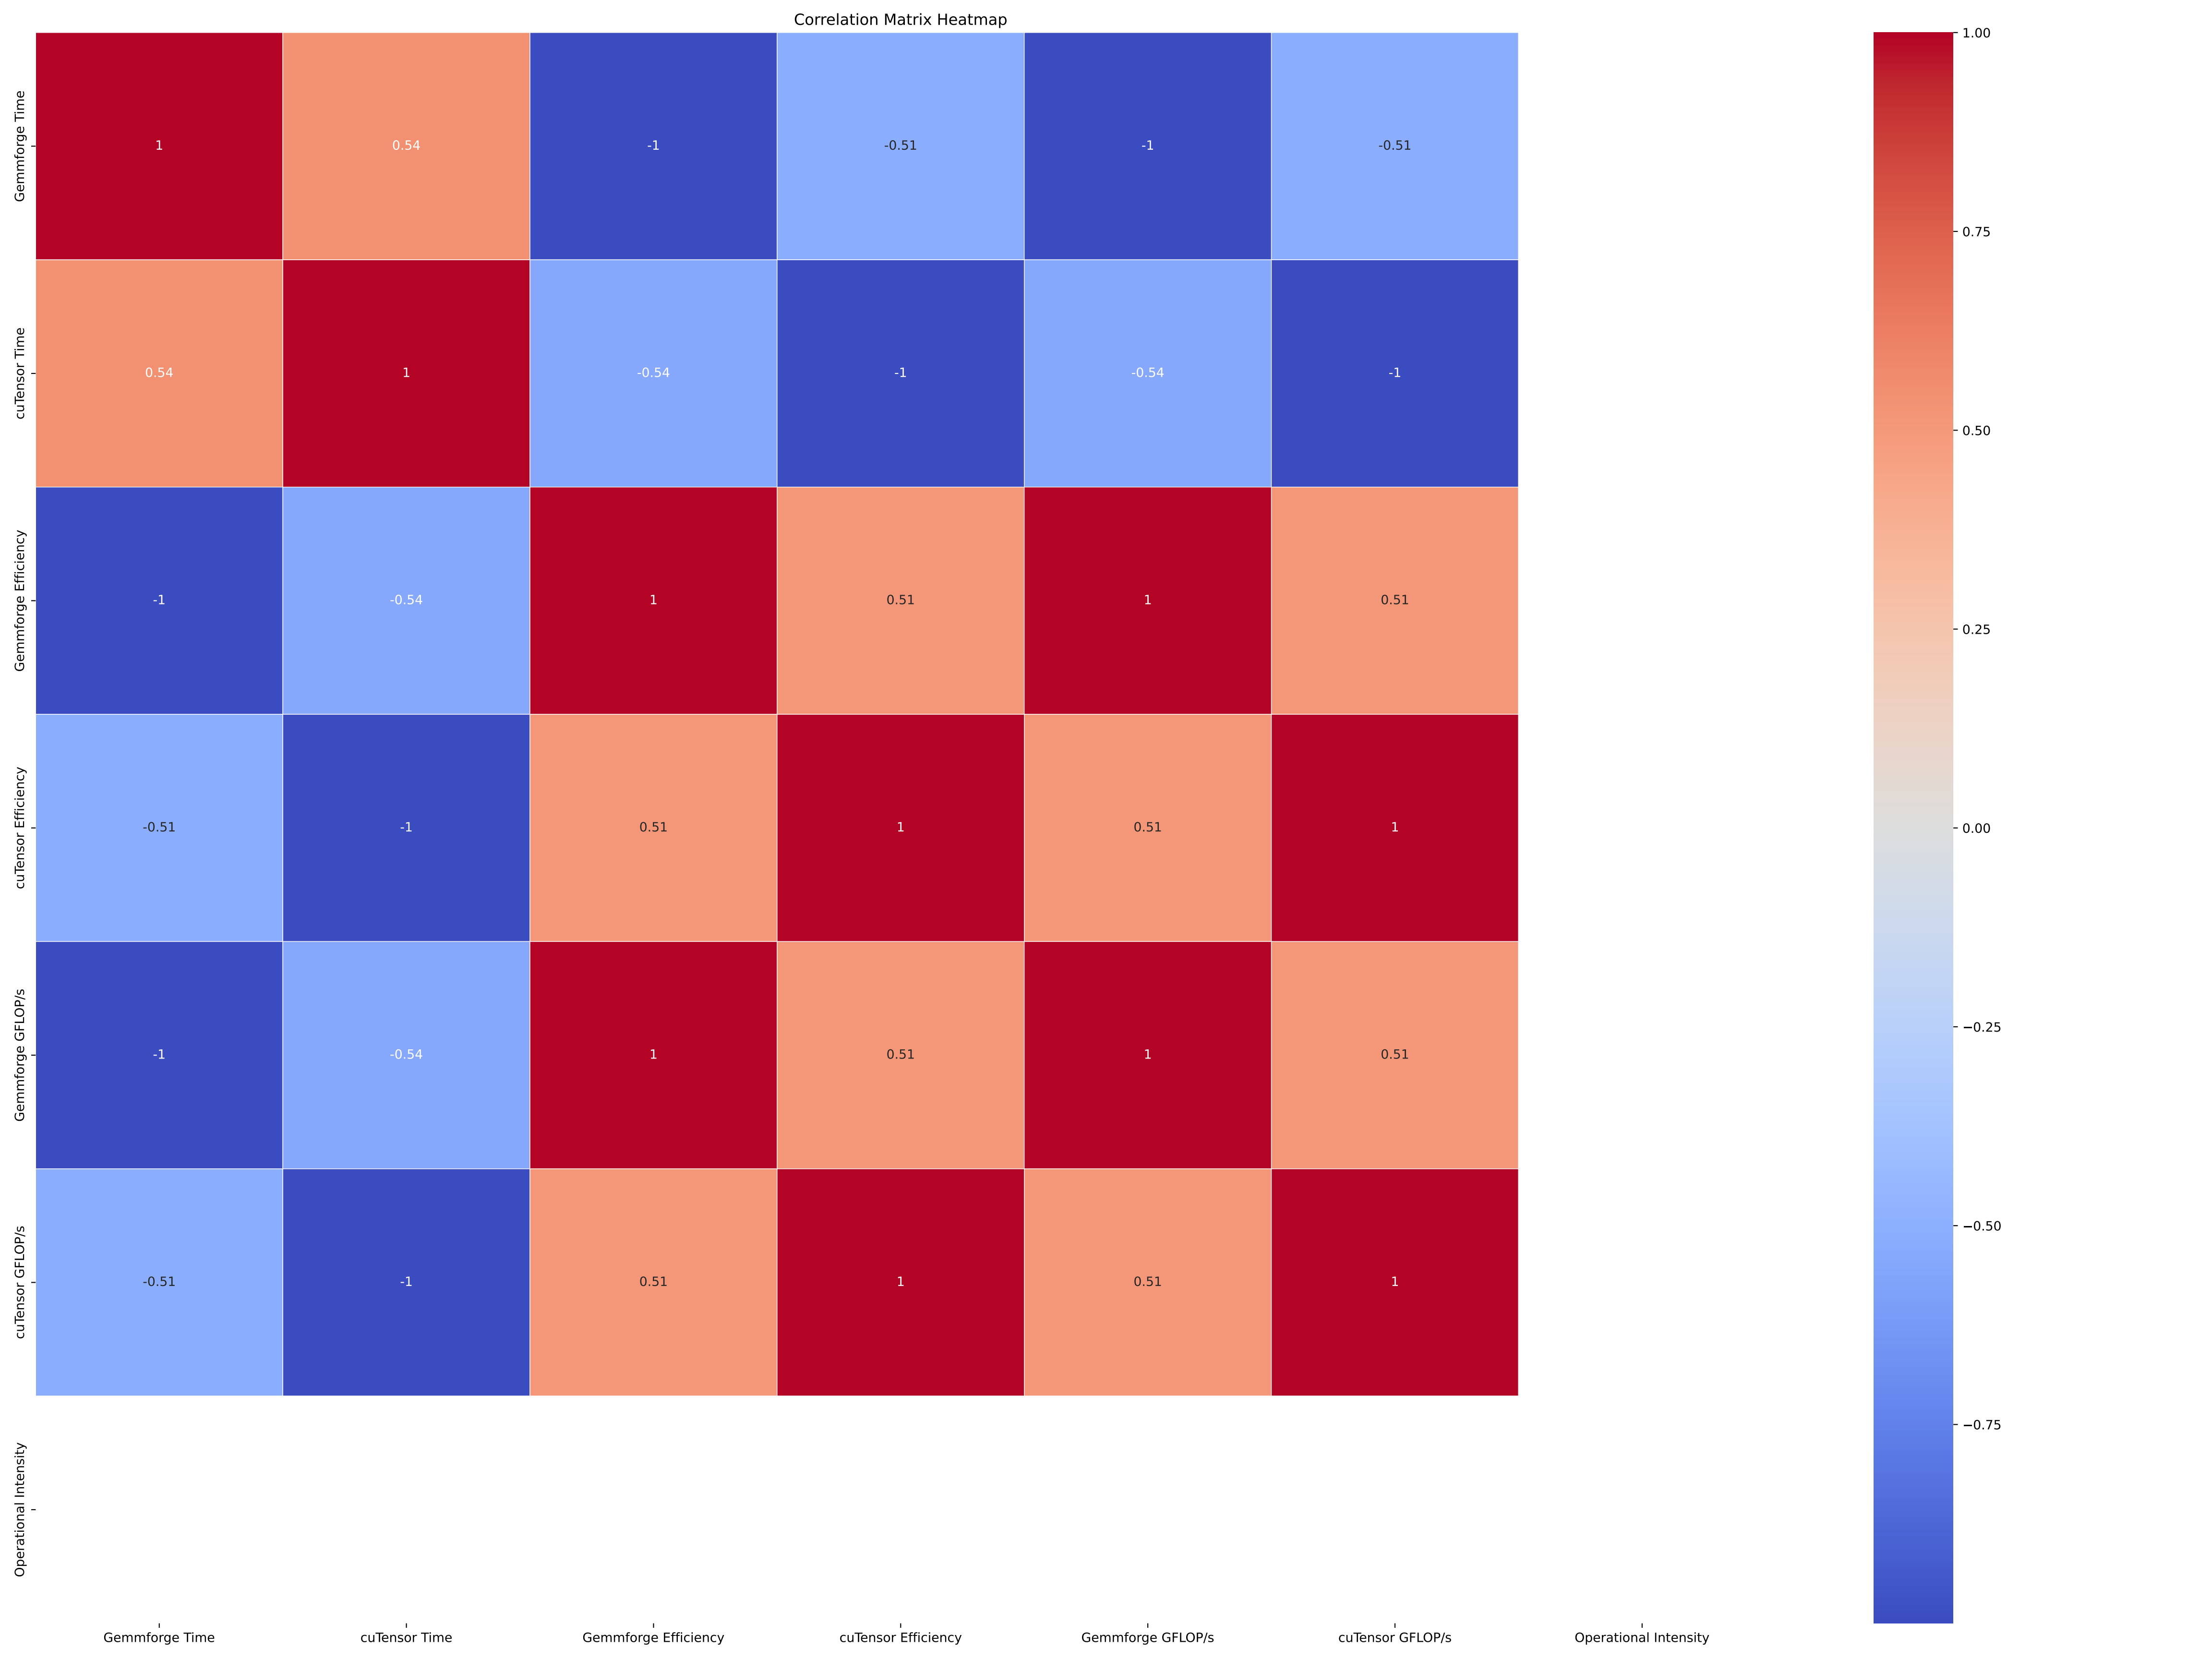 Correlation Matrix Heatmap
Gemmforge Time
1
0.54
-1
-0.51
-1
-0.51
cuTensor Time
0.54
1
-0.54
-1
-0.54
-1
Gemmforge Efficiency
-1
-0.54
1
0.51
1
0.51
cuTensor Efficiency
-0.51
-1
0.51
1
0.51
1
Gemmforge GFLOP/s
-1
-0.54
1
0.51
1
0.51
cuTensor GFLOP/s
-0.51
-1
0.51
1
0.51
1
Operational Intensity
Gemmforge Time
cuTensor Time
Gemmforge Efficiency
cuTensor Efficiency
Gemmforge GFLOP/s
cuTensor GFLOP/s
Operational Intensity
1.00
0.75
0.50
0.25
0.00
−0.25
−0.50
−0.75